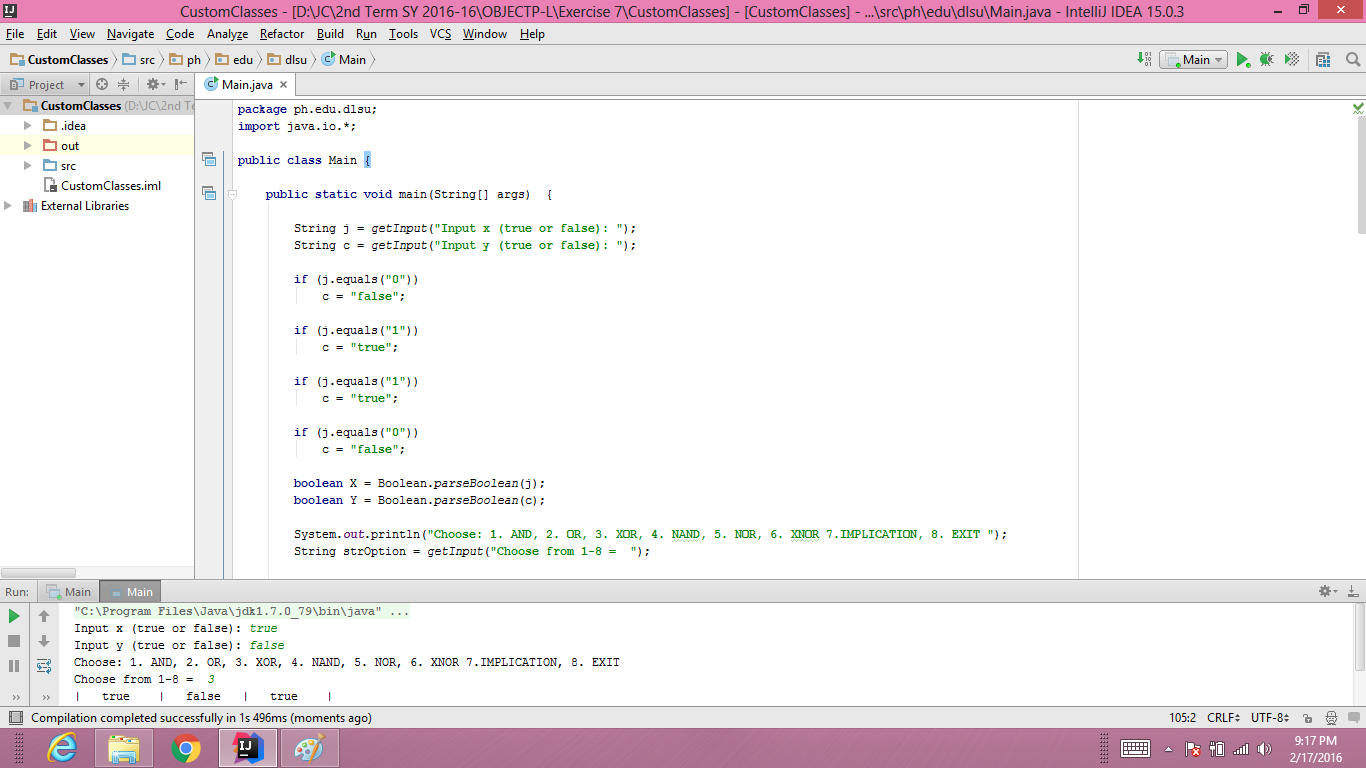 CustomClasses - [D:\JC\2nd Term SY 2016-16\OBJECTP-L\Exercise 7\CustomClasses] - [CustomClasses] - ...\src\ph\edu\dlsu\Main.java - IntelliJ IDEA 15.0.3
File Edit View Navigate Code Analyze Refactor Build Run Tools VCS Window Help
CustomClasses src ph edu dlsu Main Main
Project Main.java
CustomClasses (D:\JC\2nd Te
.idea
out
src
CustomClasses.iml
External Libraries
package ph.edu.dlsu;
import java.io.*;
public class Main {
public static void main(String[] args) {
String j = getInput("Input x (true or false): ");
String c = getInput("Input y (true or false): ");
if (j.equals("0"))
c = "false";
if (j.equals("1"))
c = "true";
if (j.equals("1"))
c = "true";
if (j.equals("0"))
c = "false";
boolean X = Boolean.parseBoolean(j);
boolean Y = Boolean.parseBoolean(c);
System.out.println("Choose: 1. AND, 2. OR, 3. XOR, 4. NAND, 5. NOR, 6. XNOR 7.IMPLICATION, 8. EXIT ");
String strOption = getInput("Choose from 1-8 =  ");
Run: Main Main
"C:\Program Files\Java\jdk1.7.0_79\bin\java" ...
Input x (true or false): true
Input y (true or false): false
Choose: 1. AND, 2. OR, 3. XOR, 4. NAND, 5. NOR, 6. XNOR 7.IMPLICATION, 8. EXIT
Choose from 1-8 =  3
|   true    |   false   |   true    |
Compilation completed successfully in 1s 496ms (moments ago) 105:2 CRLF UTF-8
9:17 PM
2/17/2016